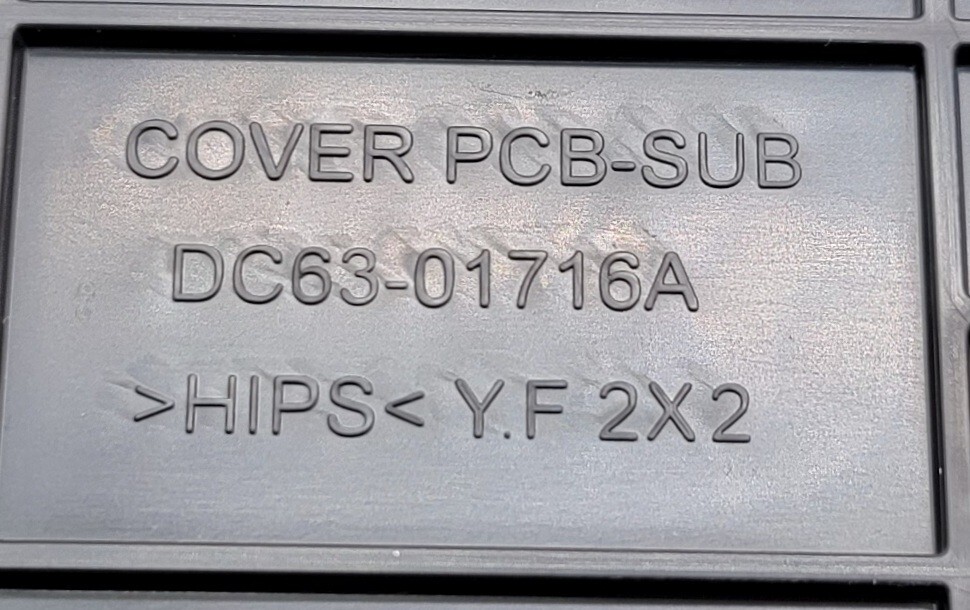 COVER PCB-SUB
DC63-01716A
>HIPS< Y.F 2X2